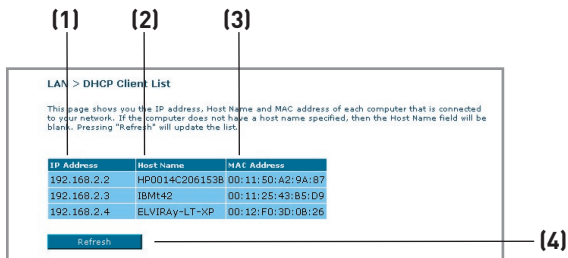 (1) (2) (3)
LAN > DHCP Client List
This page shows you the IP address, Host Name and MAC address of each computer that is connected
to your network. If the computer does not have a host name specified, then the Host Name field will be
blank. Pressing "Refresh" will update the list.
IP Address Host Name MAC Address
192.168.2.2 HP0014C206153B 00:11:50:A2:9A:87
192.168.2.3 IBMt42 00:11:25:43:B5:D9
192.168.2.4 ELVIRAy-LT-XP 00:12:F0:3D:0B:26
Refresh
(4)